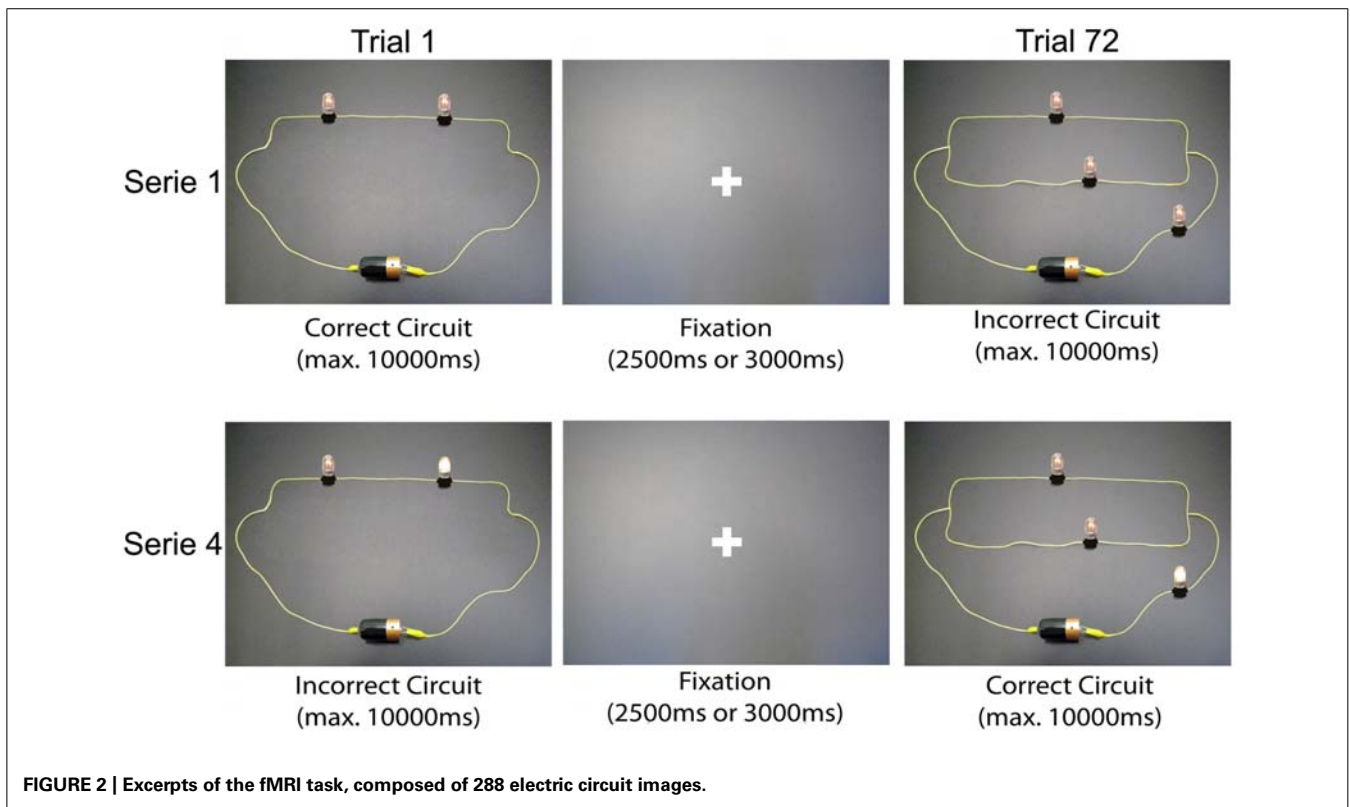 Trial 1
Trial 72
Serie 1
Correct Circuit
(max. 10000ms)
Fixation
(2500ms or 3000ms)
Incorrect Circuit
(max. 10000ms)
Serie 4
Incorrect Circuit
(max. 10000ms)
Fixation
(2500ms or 3000ms)
Correct Circuit
(max. 10000ms)
FIGURE 2 | Excerpts of the fMRI task, composed of 288 electric circuit images.